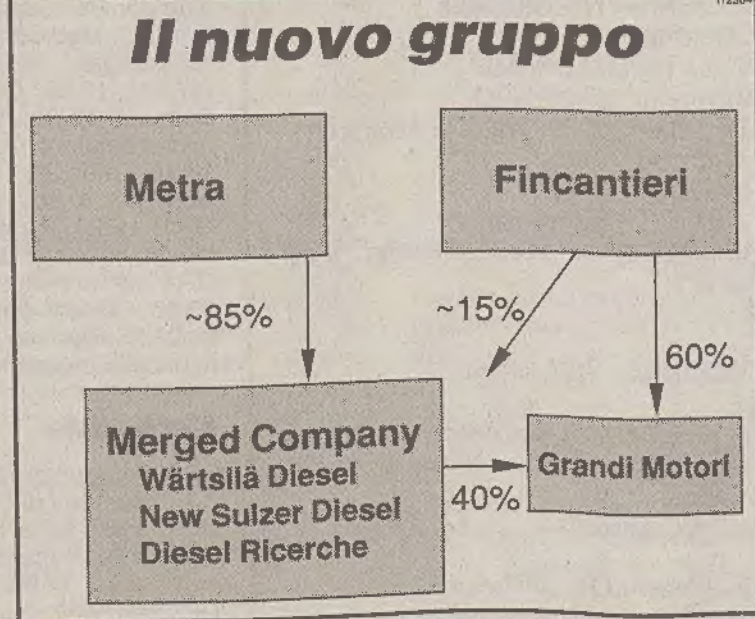 Il nuovo gruppo
Metra
Fincantieri
~85%
~15%
60%
Merged Company
Wärtsilä Diesel
New Sulzer Diesel
Diesel Ricerche
40%
Grandi Motori